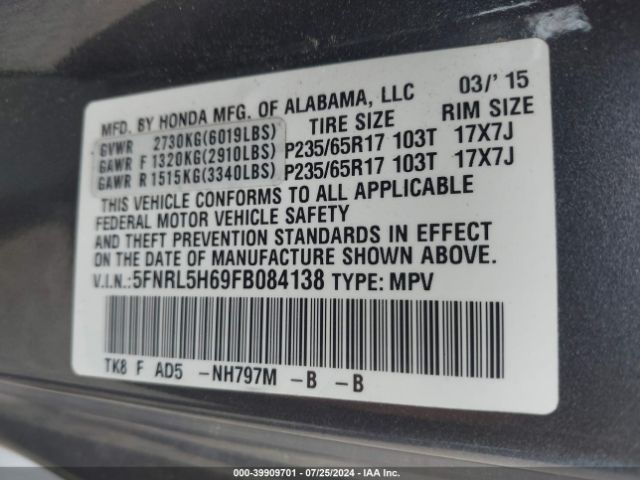 MFD. BY HONDA MFG. OF ALABAMA, LLC 03/'15
GVWR 2730KG(6019LBS) TIRE SIZE RIM SIZE
GAWR F 1320KG(2910LBS) P235/65R17 103T 17X7J
GAWR R 1515KG(3340LBS) P235/65R17 103T 17X7J
THIS VEHICLE CONFORMS TO ALL APPLICABLE
FEDERAL MOTOR VEHICLE SAFETY
AND THEFT PREVENTION STANDARDS IN EFFECT
ON THE DATE OF MANUFACTURE SHOWN ABOVE.
V.I.N.:5FNRL5H69FB084138 TYPE: MPV
TK8 F AD5 -NH797M -B -B
000-39909701 - 07/25/2024 - IAA Inc.